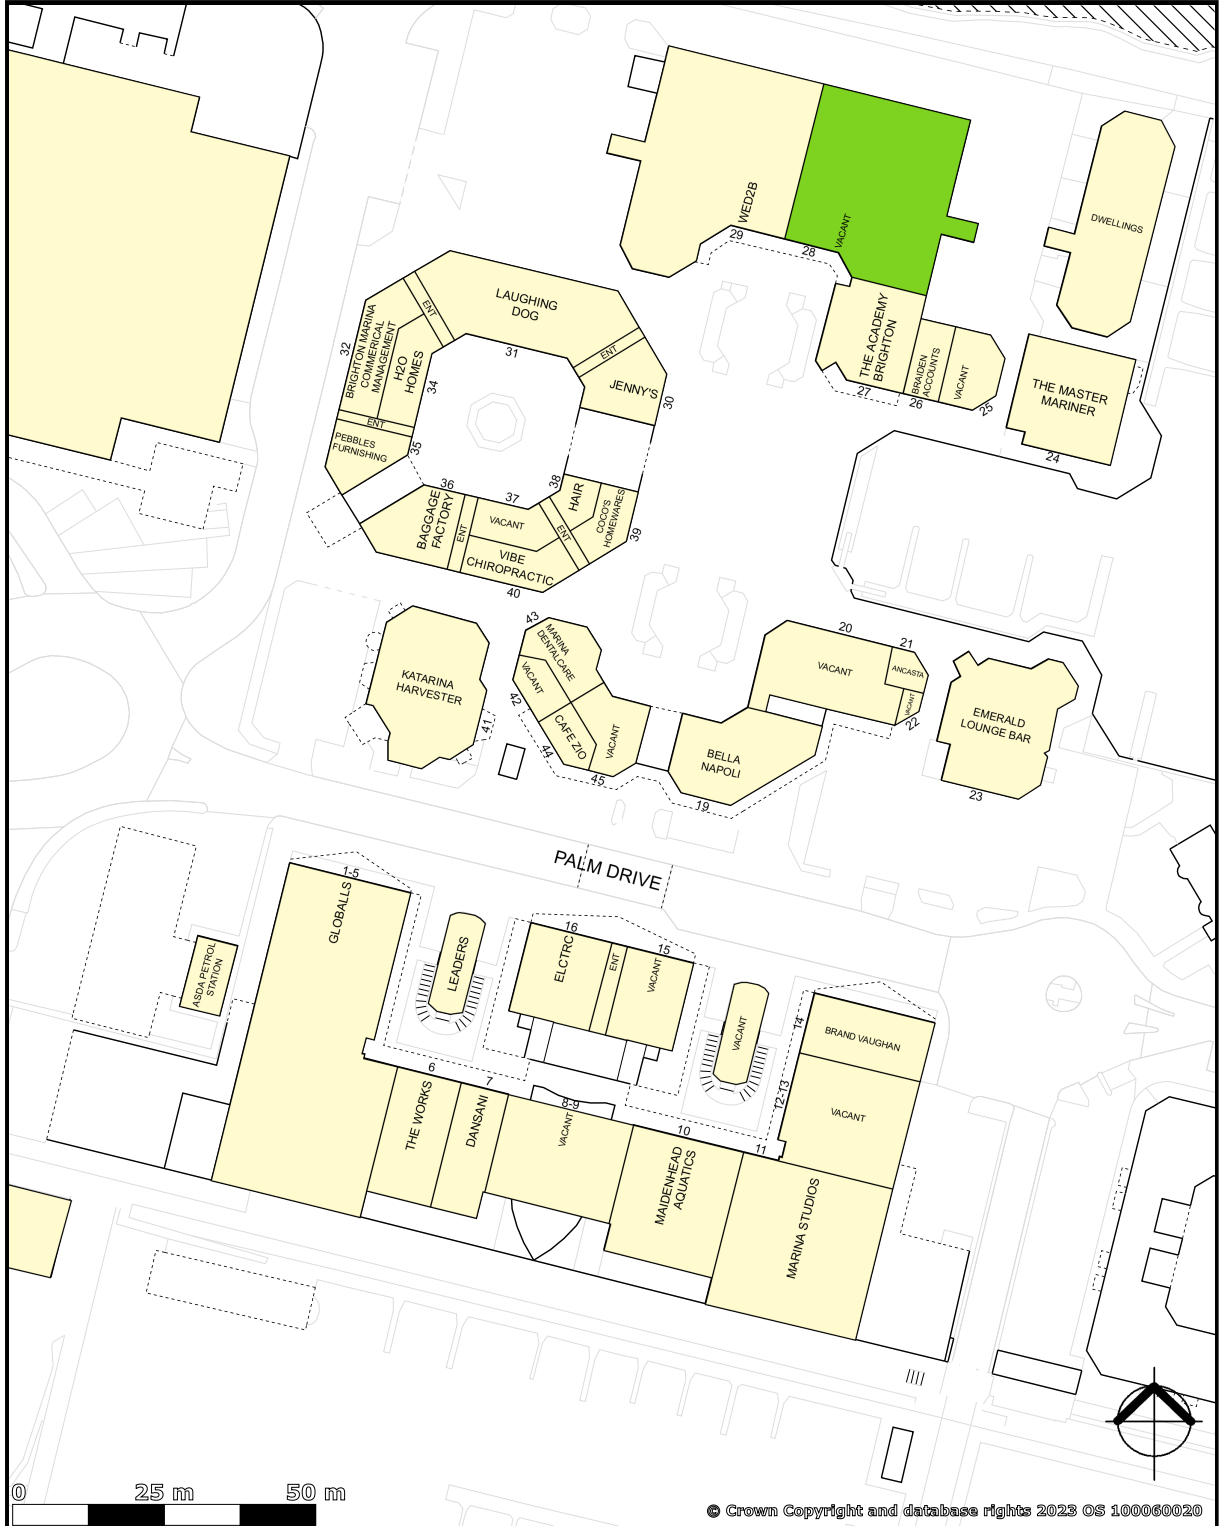 WED2B
29
28
VACANT
DWELLINGS
LAUGHING
DOG
ENT
ENT
31
32
BRIGHTON MARINA
COMMERICAL
MANAGEMENT
H2O
HOMES
34
JENNY'S
30
THE ACADEMY
BRIGHTON
27
BRAIDEN
ACCOUNTS
26
VACANT
25
THE MASTER
MARINER
24
ENT
PEBBLES
FURNISHING
35
36
37
38
BAGGAGE
FACTORY
ENT
VACANT
VIBE
CHIROPRACTIC
ENT
HAIR
COCO'S
HOMEWARES
39
40
43
MARINA
DENTALCARE
KATARINA
HARVESTER
41
42
VACANT
CAFE ZIO
44
VACANT
45
BELLA
NAPOLI
19
20
VACANT
21
ANCASTA
VACANT
22
EMERALD
LOUNGE BAR
23
PALM DRIVE
1-5
GLOBALLS
ASDA PETROL
STATION
LEADERS
16
ELCTRC
ENT
15
VACANT
VACANT
14
BRAND VAUGHAN
12-13
VACANT
6
THE WORKS
7
DANSANI
8-9
VACANT
10
MAIDENHEAD
AQUATICS
11
MARINA STUDIOS
0
25 m
50 m
© Crown Copyright and database rights 2023 OS 100060020